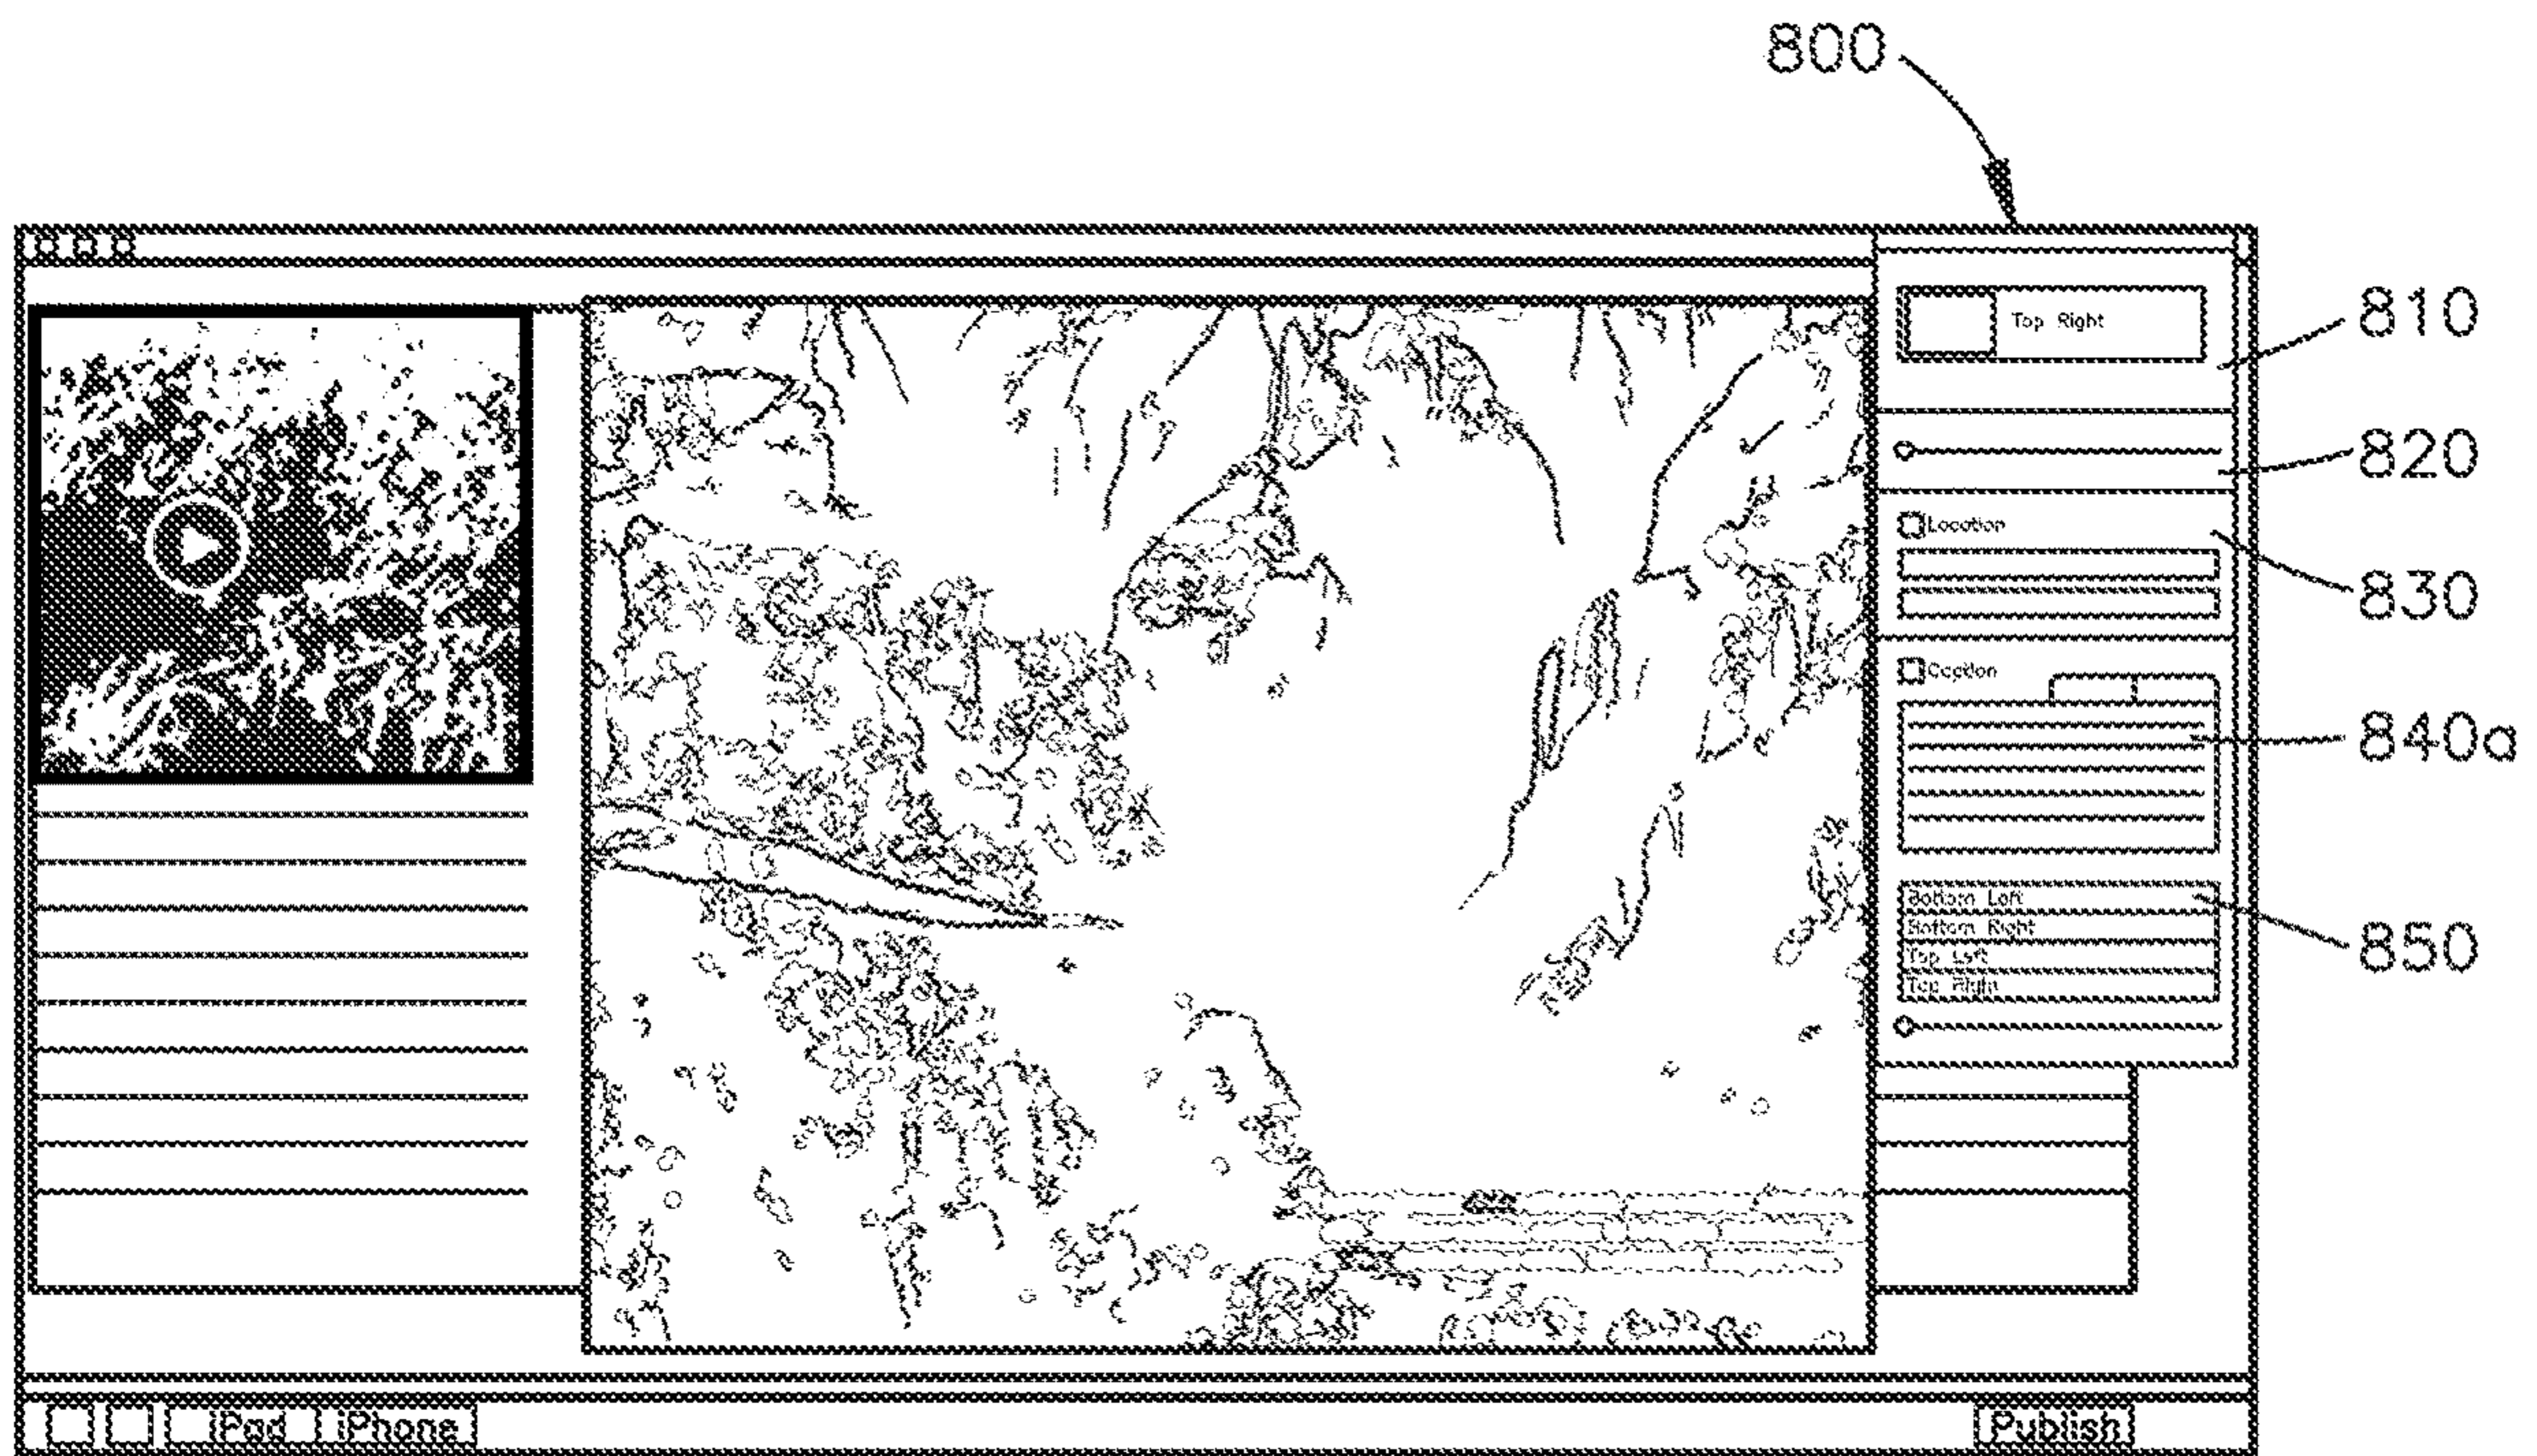 800
Top Right
810
820
Location
830
Caption
840a
Bottom Left
Bottom Right
850
Top Left
Top Right
iPad iPhone
Publish